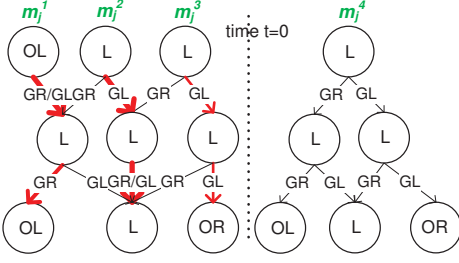 m_j^1 m_j^2 m_j^3 m_j^4
time t=0
OL L L L
GR/GL GR GL GR GL GR GL
L L L L L
GR GL GR/GL GR GL GR GL GR GL
OL L OR OL L OR